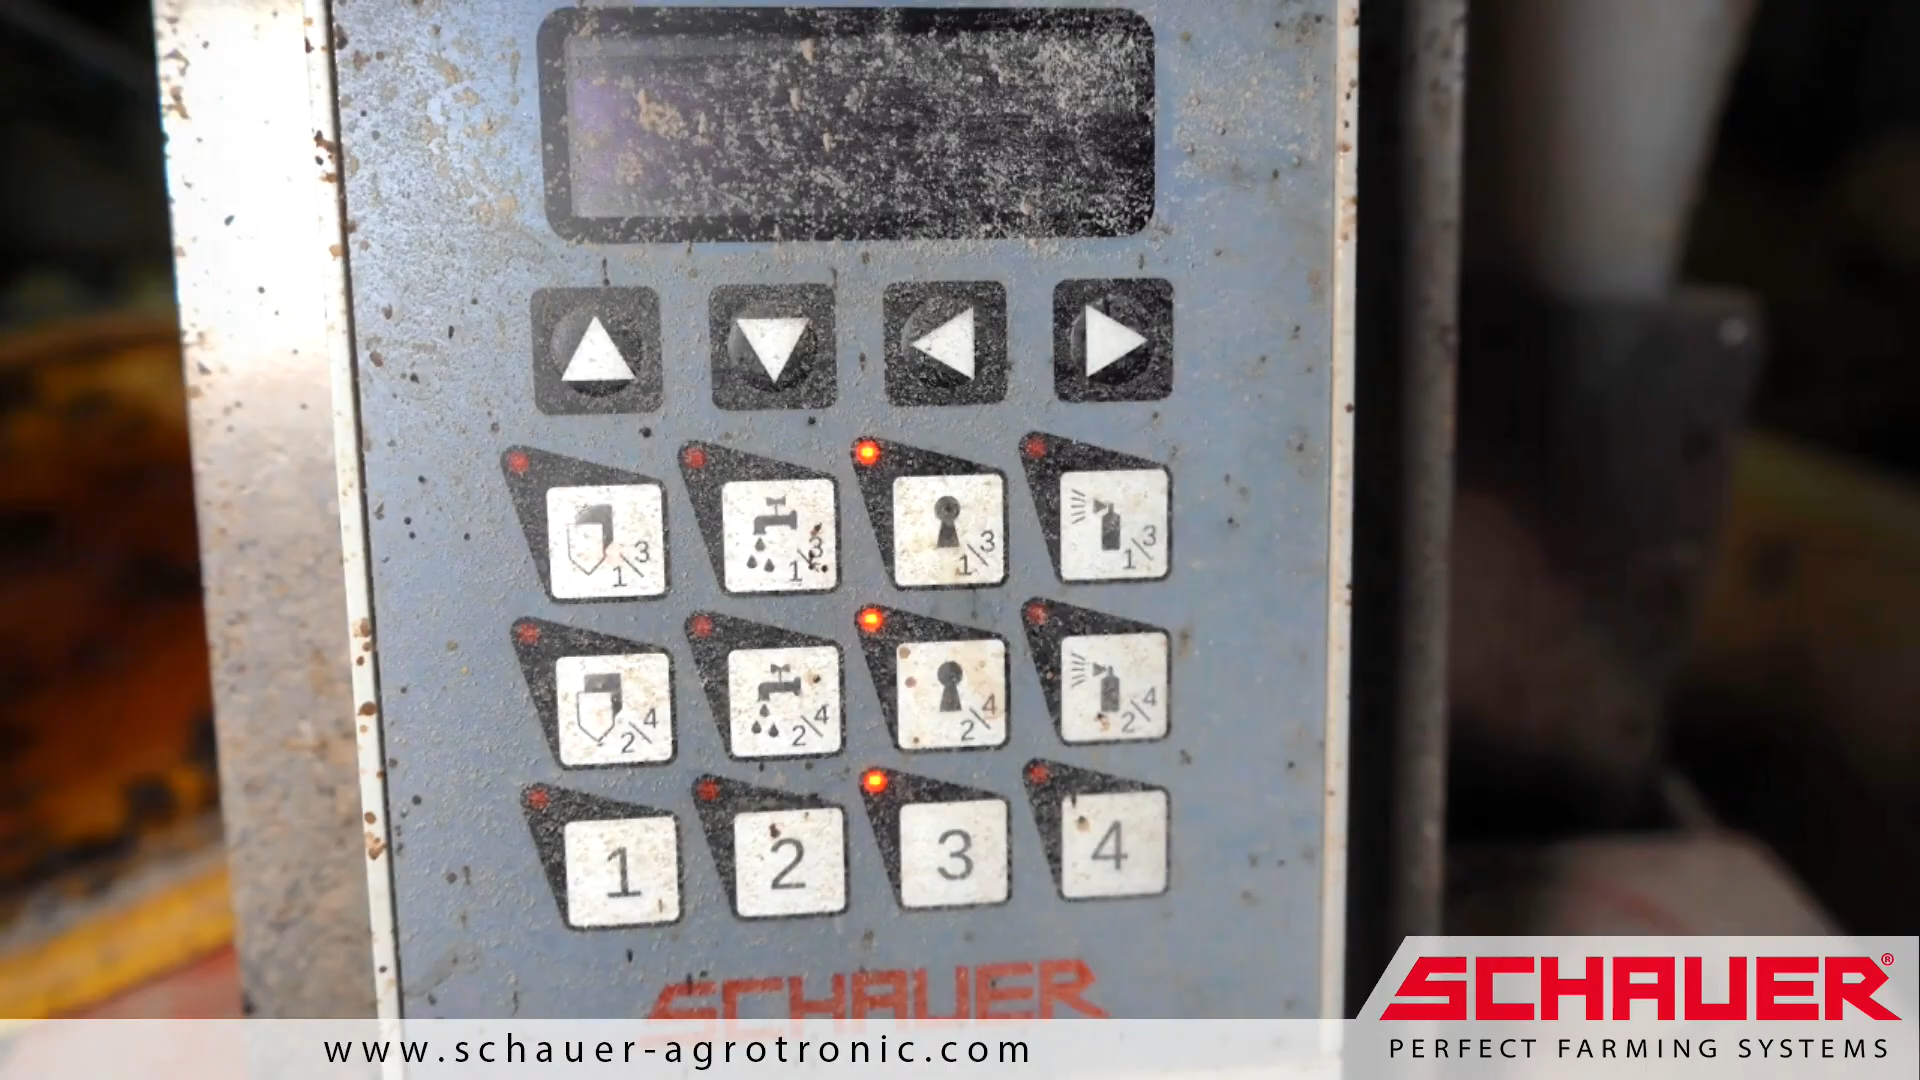 1/3 1/3 1/3 1/3
2/4 2/4 2/4 2/4
1 2 3 4
SCHAUER
www.schauer-agrotronic.com
SCHAUER®
PERFECT FARMING SYSTEMS